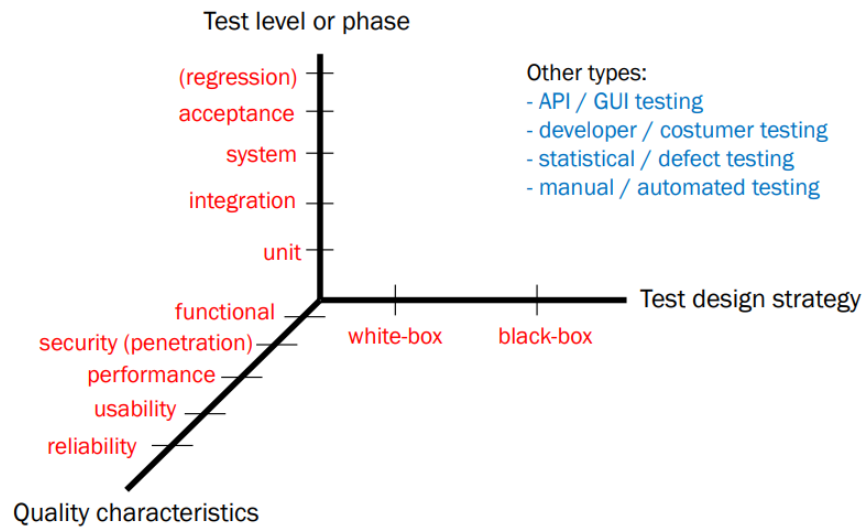 Test level or phase
(regression)
acceptance
system
integration
unit
Other types:
- API / GUI testing
- developer / costumer testing
- statistical / defect testing
- manual / automated testing
Test design strategy
white-box
black-box
functional
security (penetration)
performance
usability
reliability
Quality characteristics